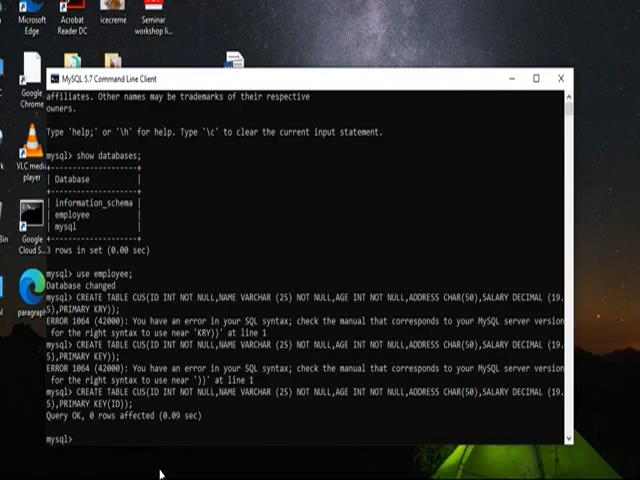 Microsoft
Edge
Acrobat
Reader DC
icecreme
Seminar
workshop li...
Google
Chrome
VLC medi
player
Google
Cloud S...
paragraph
MySQL 5.7 Command Line Client
affiliates. Other names may be trademarks of their respective
owners.
Type 'help;' or '\h' for help. Type '\c' to clear the current input statement.
mysql> show databases;
+--------------------+
| Database           |
+--------------------+
| information_schema |
| employee           |
| mysql              |
+--------------------+
3 rows in set (0.00 sec)
mysql> use employee;
Database changed
mysql> CREATE TABLE CUS(ID INT NOT NULL,NAME VARCHAR (25) NOT NULL,AGE INT NOT NULL,ADDRESS CHAR(50),SALARY DECIMAL (19.
5),PRIMARY KRY));
ERROR 1064 (42000): You have an error in your SQL syntax; check the manual that corresponds to your MySQL server version
for the right syntax to use near 'KRY))' at line 1
mysql> CREATE TABLE CUS(ID INT NOT NULL,NAME VARCHAR (25) NOT NULL,AGE INT NOT NULL,ADDRESS CHAR(50),SALARY DECIMAL (19.
5),PRIMARY KEY));
ERROR 1064 (42000): You have an error in your SQL syntax; check the manual that corresponds to your MySQL server version
for the right syntax to use near '))' at line 1
mysql> CREATE TABLE CUS(ID INT NOT NULL,NAME VARCHAR (25) NOT NULL,AGE INT NOT NULL,ADDRESS CHAR(50),SALARY DECIMAL (19.
5),PRIMARY KEY(ID));
Query OK, 0 rows affected (0.09 sec)
mysql>